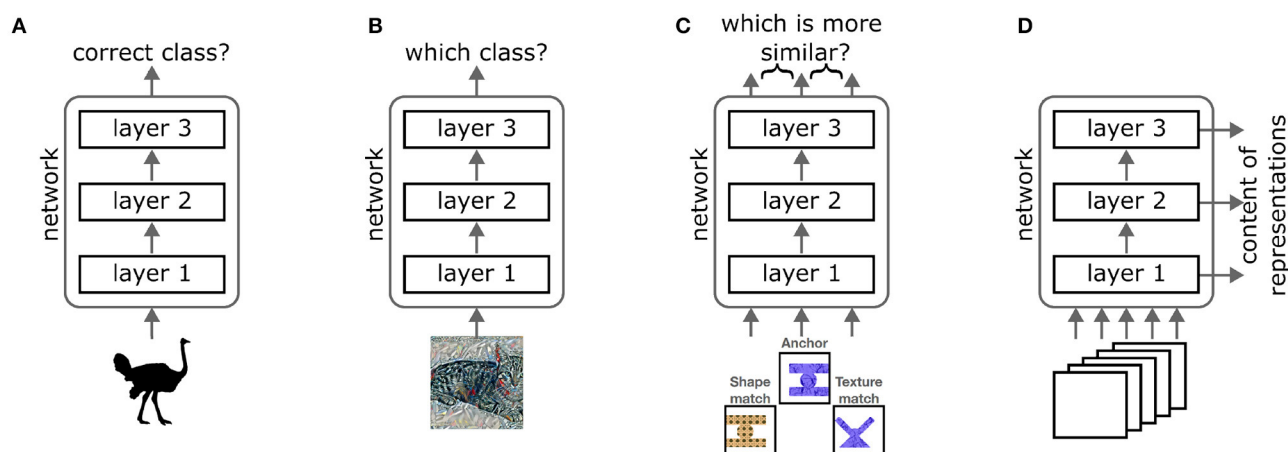 A
correct class?
network
layer 3
layer 2
layer 1
B
which class?
network
layer 3
layer 2
layer 1
C
which is more
similar?
network
layer 3
layer 2
layer 1
Anchor
Shape
match
Texture
match
D
network
layer 3
layer 2
layer 1
content of
representations